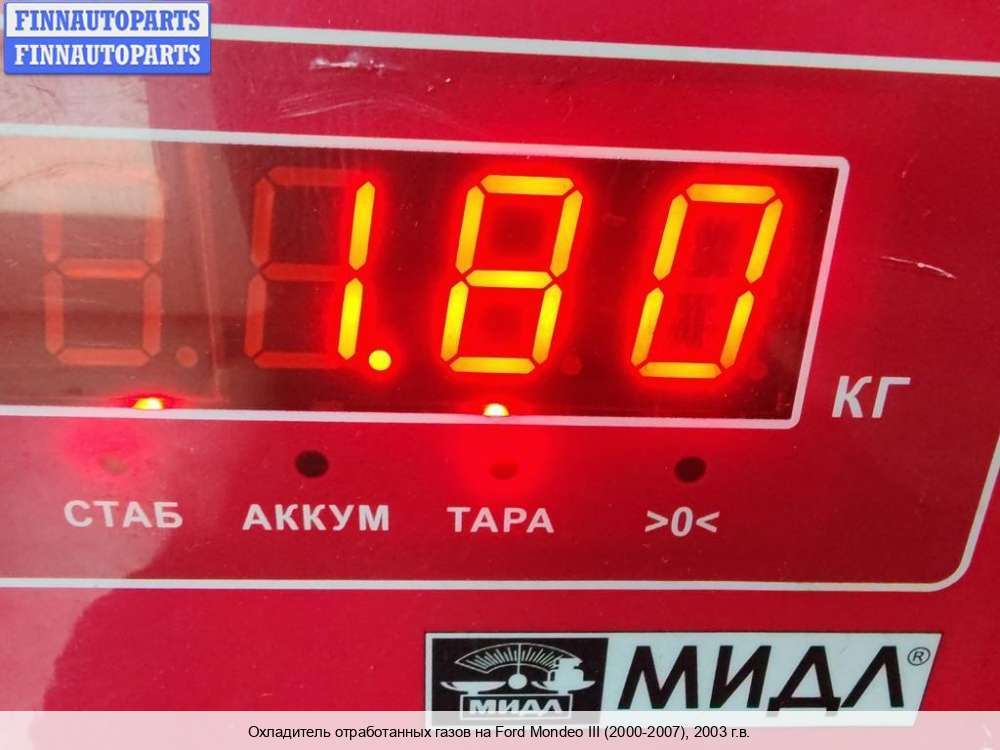 FINNAUTOPARTS
FINNAUTOPARTS
1.80
КГ
СТАБ АККУМ ТАРА >0<
МИДЛ МИДЛ®
Охладитель отработанных газов на Ford Mondeo III (2000-2007), 2003 г.в.